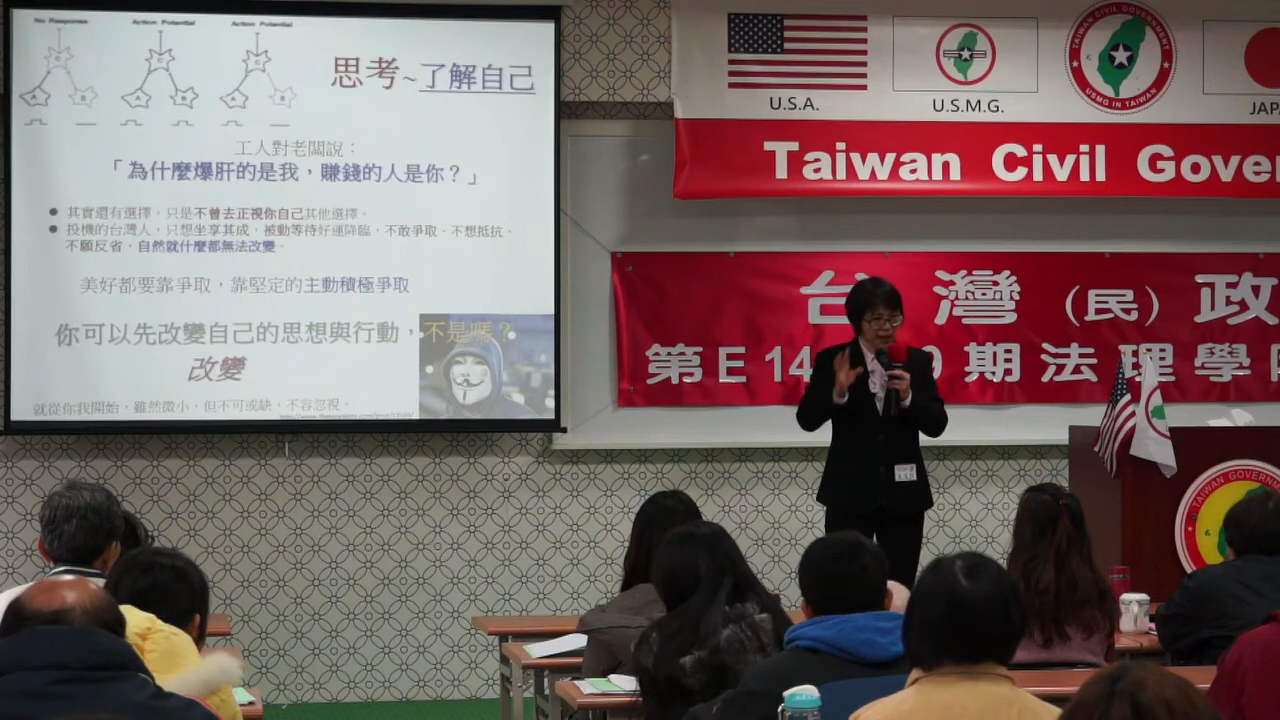 No Response
Action Potential
Action Potential
C
C
C
A
B
A
B
A
B
思考~了解自己
工人對老闆說：
「為什麼爆肝的是我，賺錢的人是你？」
● 其實還有選擇，只是不曾去正視你自己其他選擇。
● 投機的台灣人，只想坐享其成，被動等待好運降臨，不敢爭取、不想抵抗、
不願反省，自然就什麼都無法改變。
美好都要靠爭取，靠堅定的主動積極爭取
你可以先改變自己的思想與行動，不是嗎？
改變
就從你我開始，雖然微小，但不可或缺、不容忽視。
U.S.A.
U.S.M.G.
TAIWAN CIVIL GOVERNMENT
USMG IN TAIWAN
JAPA
Taiwan Civil Gover
台灣（民）政
第E14 9期法理學
TAIWAN GOVERNM